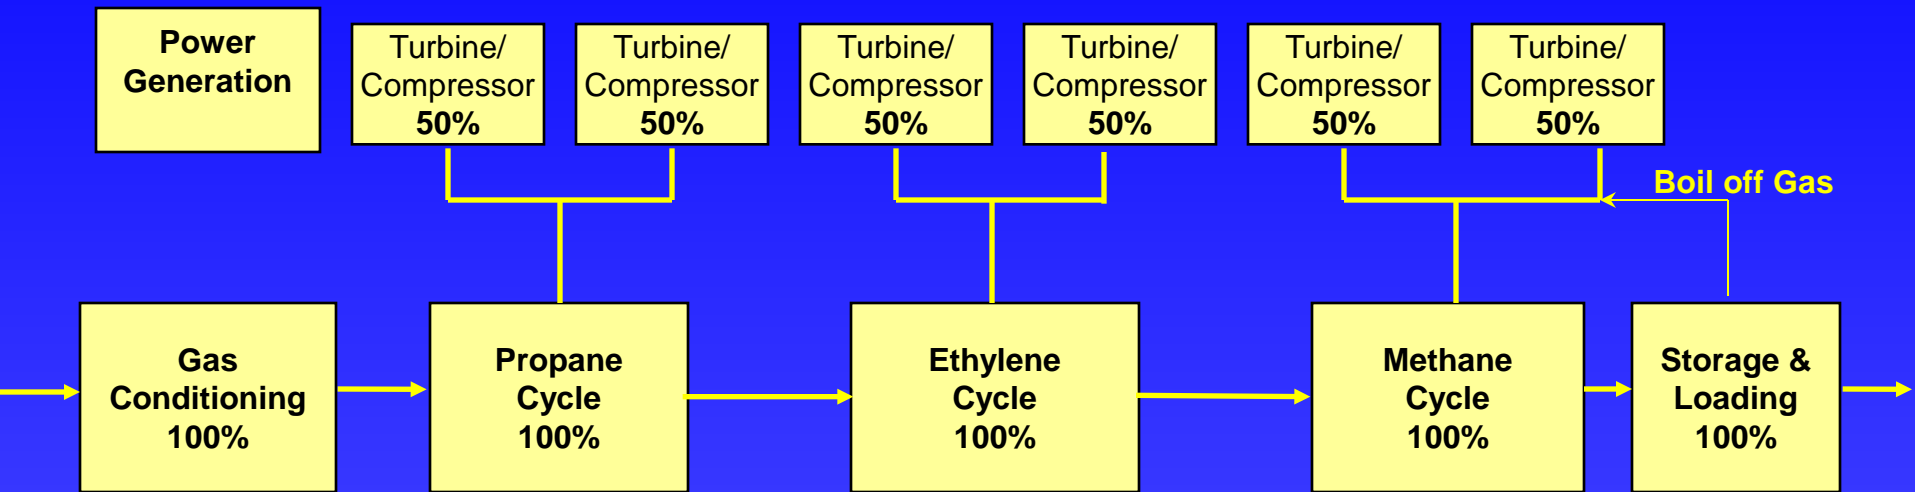 Power
Generation
Turbine/
Compressor
50%
Turbine/
Compressor
50%
Turbine/
Compressor
50%
Turbine/
Compressor
50%
Turbine/
Compressor
50%
Turbine/
Compressor
50%
Boil off Gas
Gas
Conditioning
100%
Propane
Cycle
100%
Ethylene
Cycle
100%
Methane
Cycle
100%
Storage &
Loading
100%